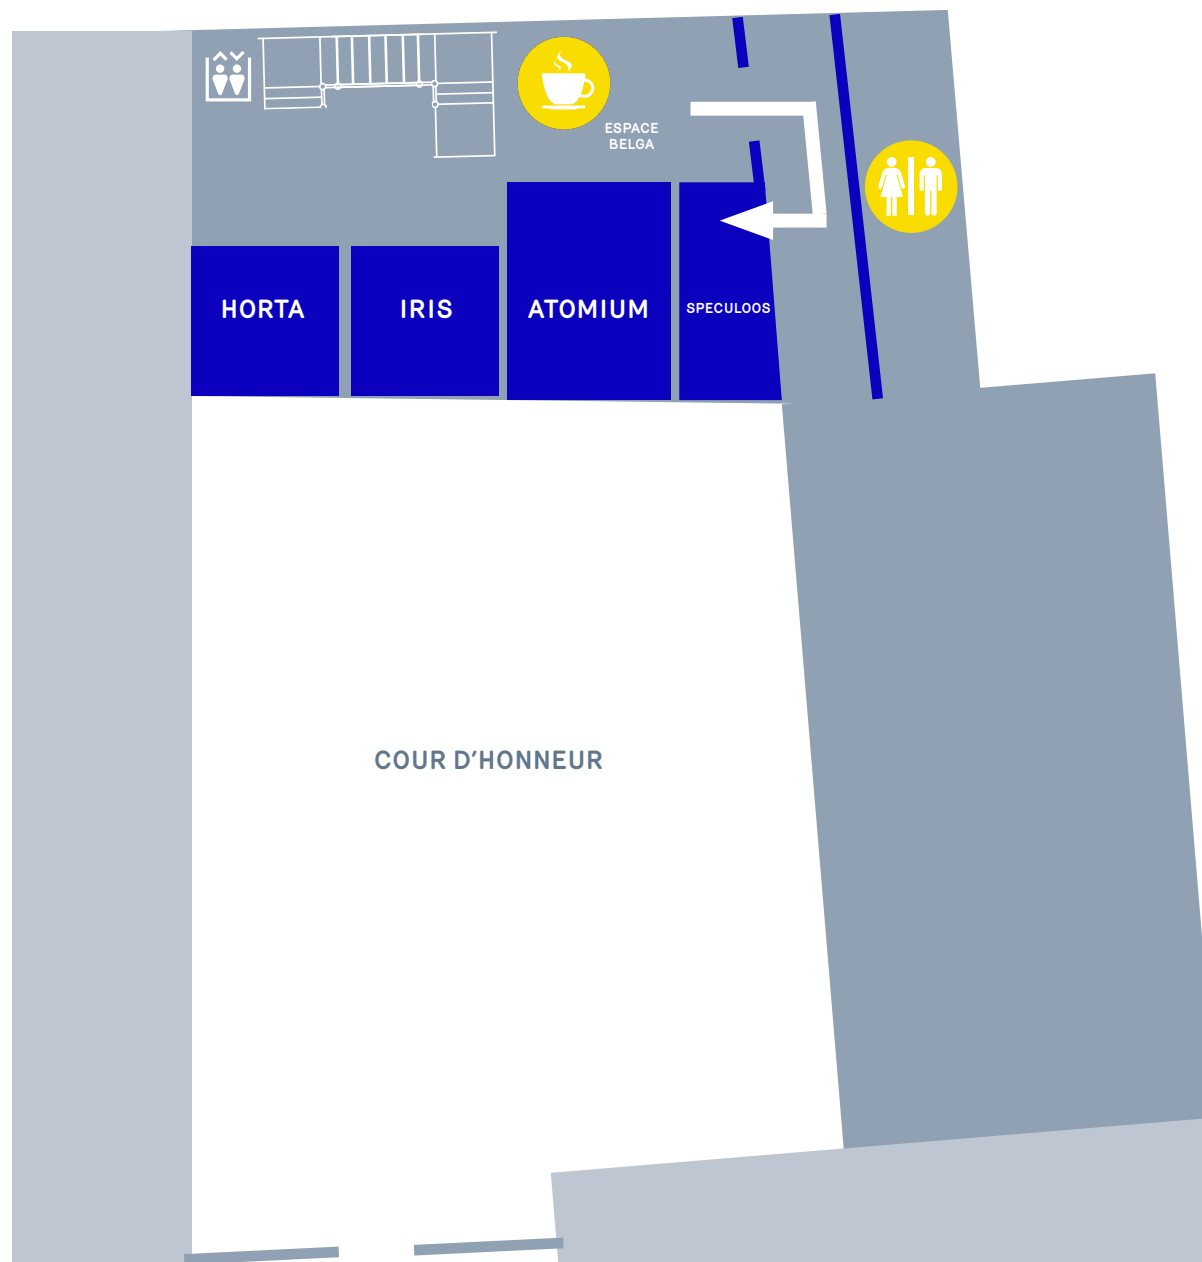 ESPACE
BELGA
HORTA
IRIS
ATOMIUM
SPECULOOS
COUR D’HONNEUR